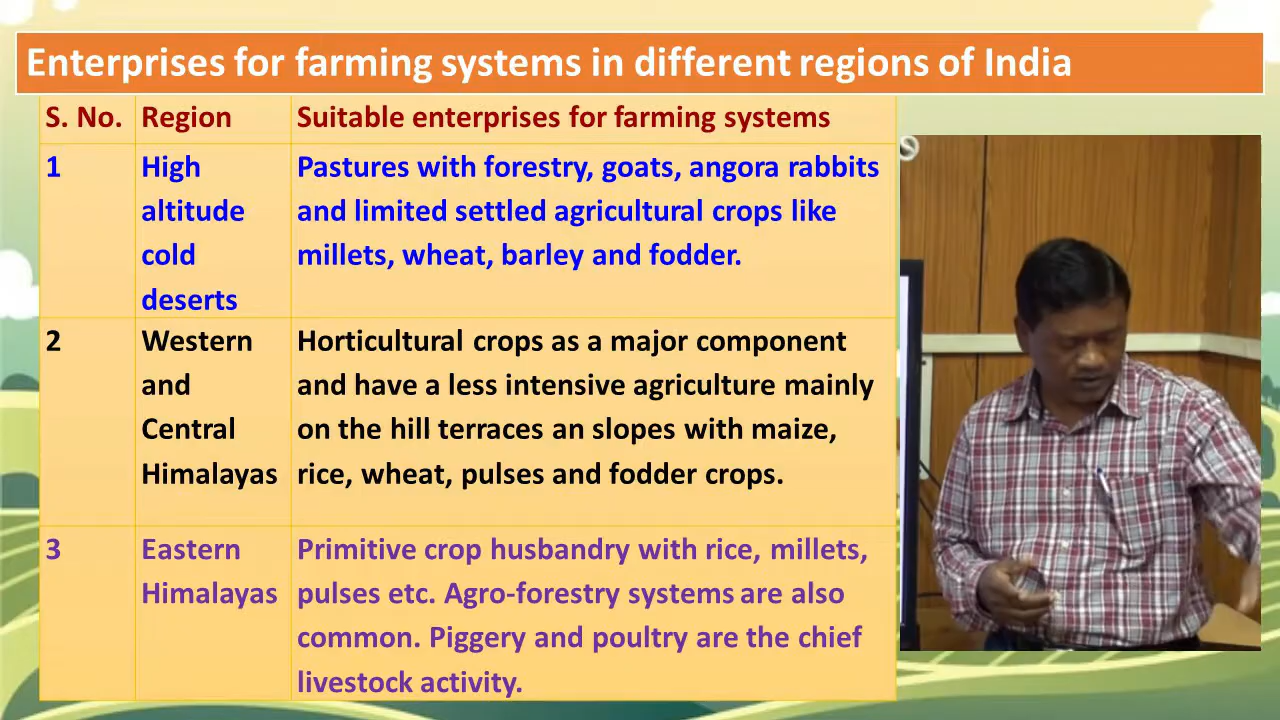 Enterprises for farming systems in different regions of India
S. No. Region Suitable enterprises for farming systems
1 High Pastures with forestry, goats, angora rabbits
altitude and limited settled agricultural crops like
cold millets, wheat, barley and fodder.
deserts
2 Western Horticultural crops as a major component
and and have a less intensive agriculture mainly
Central on the hill terraces an slopes with maize,
Himalayas rice, wheat, pulses and fodder crops.
3 Eastern Primitive crop husbandry with rice, millets,
Himalayas pulses etc. Agro-forestry systems are also
common. Piggery and poultry are the chief
livestock activity.